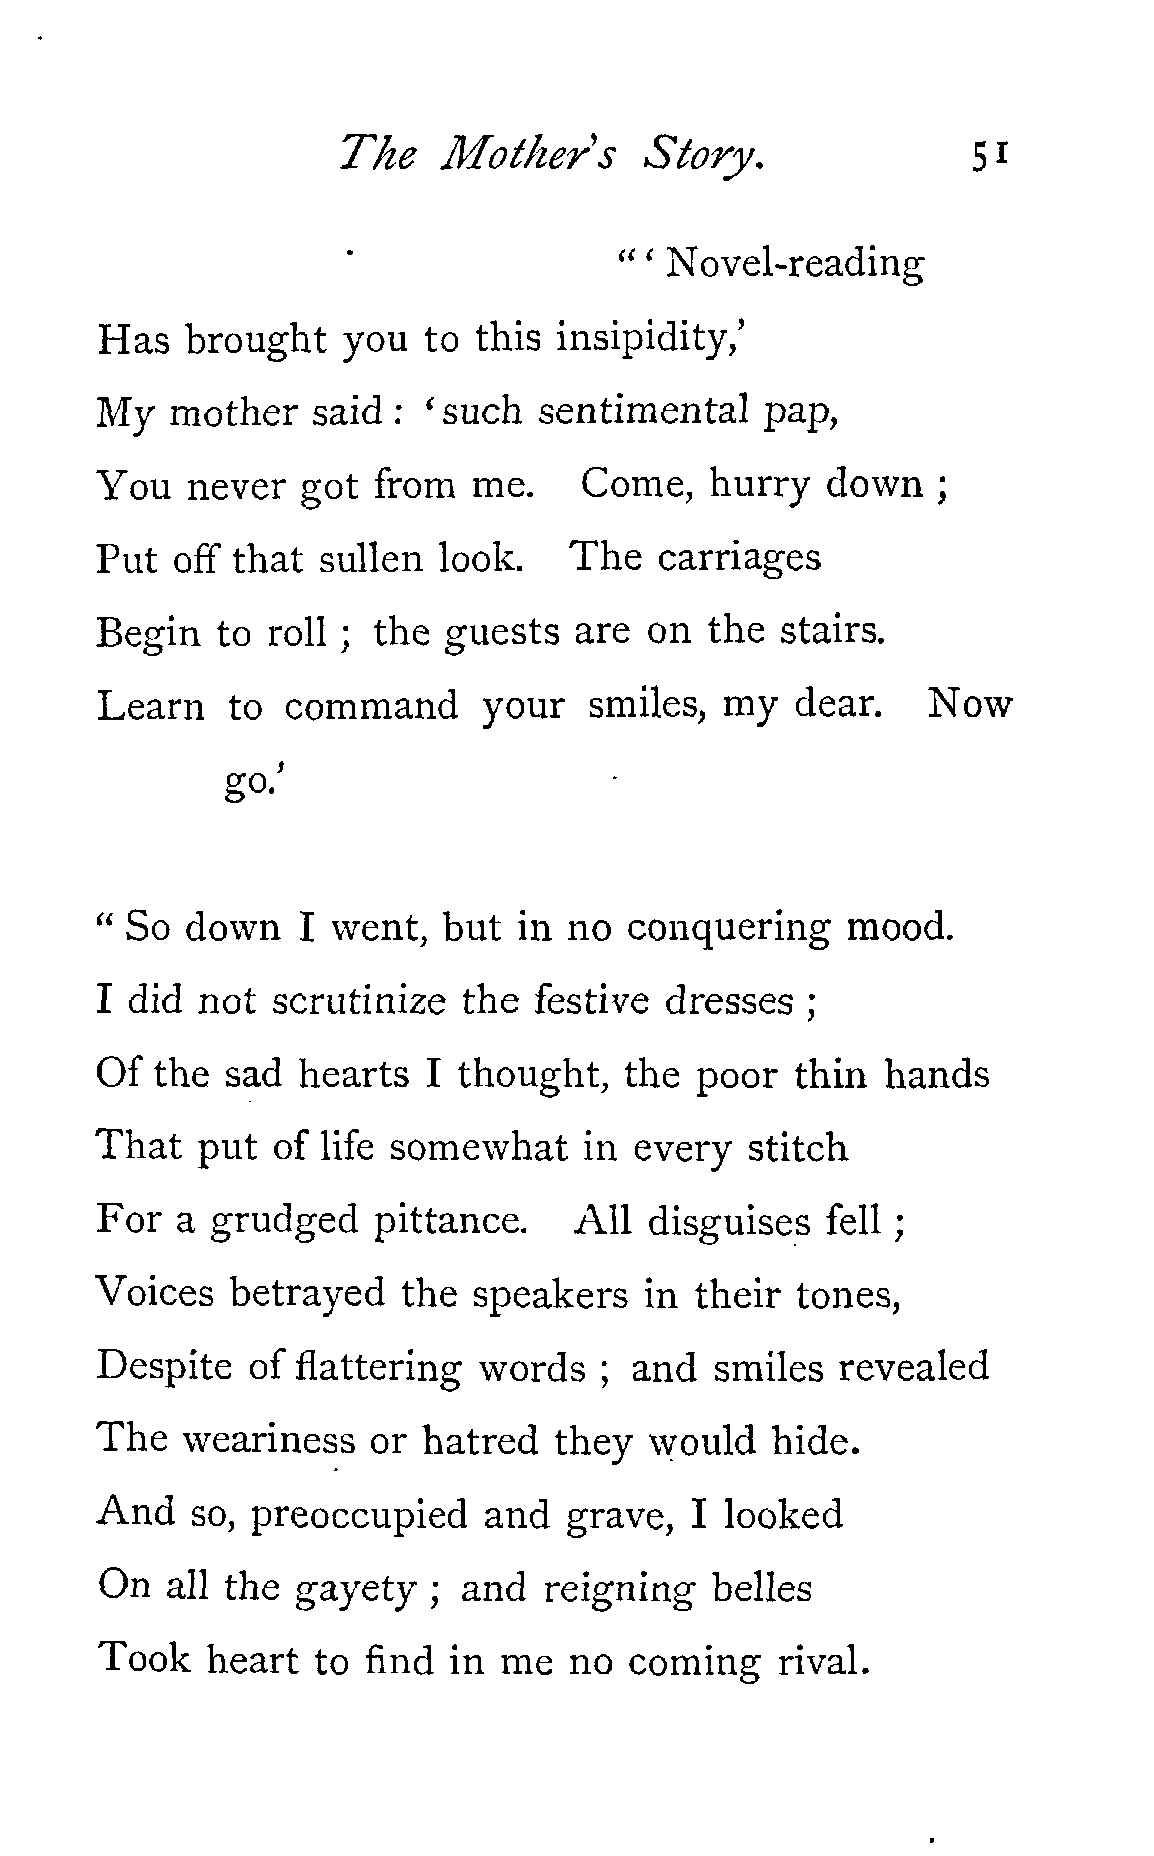 The Mother's Story. 51
"'Novel-reading
Has brought you to this insipidity,'
My mother said : 'such sentimental pap,
You never got from me. Come, hurry down ;
Put off that sullen look. The carriages
Begin to roll ; the guests are on the stairs.
Learn to command your smiles, my dear. Now
go.'
" So down I went, but in no conquering mood.
I did not scrutinize the festive dresses ;
Of the sad hearts I thought, the poor thin hands
That put of life somewhat in every stitch
For a grudged pittance. All disguises fell ;
Voices betrayed the speakers in their tones,
Despite of flattering words ; and smiles revealed
The weariness or hatred they would hide.
And so, preoccupied and grave, I looked
On all the gayety ; and reigning belles
Took heart to find in me no coming rival.